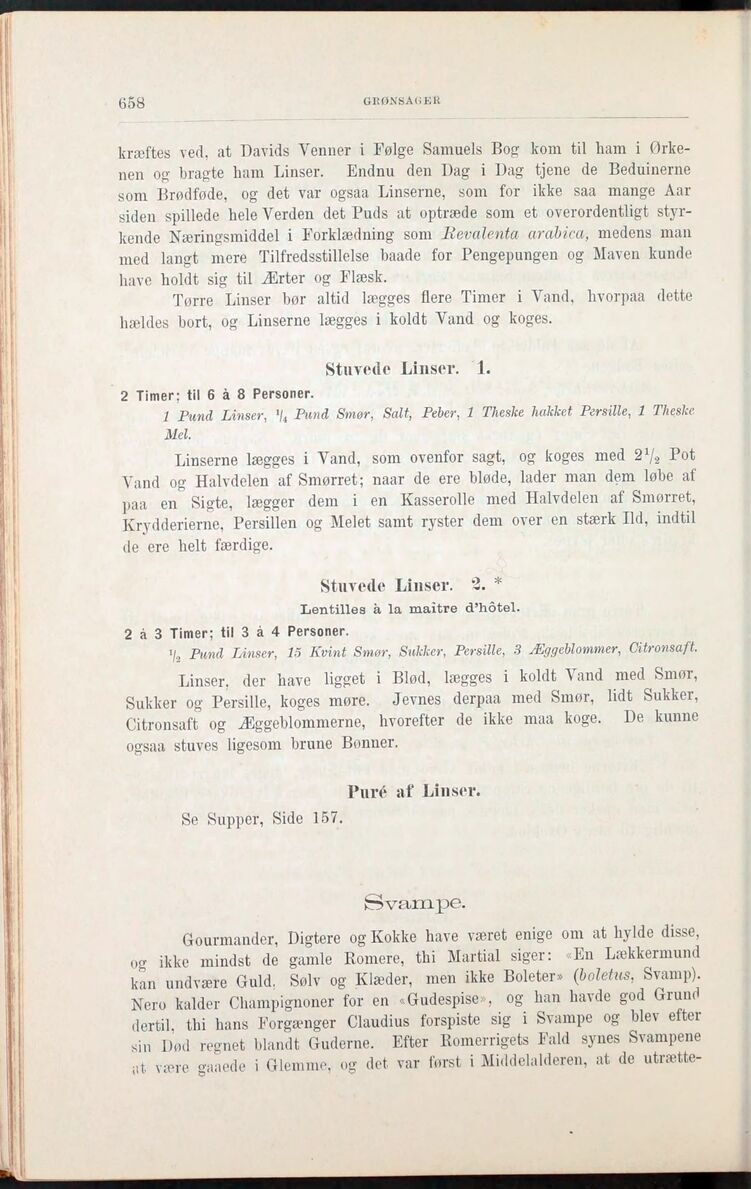 658
GRØNSAGER
kræftes ved, at Davids Venner i Følge Samuels Bog kom til ham i Ørke-
nen og bragte ham Linser. Endnu den Dag i Dag tjene de Beduinerne
som Brødføde, og det var ogsaa Linserne, som for ikke saa mange Aar
siden spillede hele Verden det Puds at optræde som et overordentligt styr-
kende Næringsmiddel i Forklædning som Revalenta arabica, medens man
med langt mere Tilfredsstillelse baade for Pengepungen og Maven kunde
have holdt sig til Ærter og Flæsk.
Tørre Linser bør altid lægges flere Timer i Vand, hvorpaa dette
hældes bort, og Linserne lægges i koldt Vand og koges.
Stuvede Linser. 1.
2 Timer; til 6 à 8 Personer.
1 Pund Linser, 1/4 Pund Smør, Salt, Peber, 1 Theske hakket Persille, 1 Theske
Mel.
Linserne lægges i Vand, som ovenfor sagt, og koges med 2 1/2 Pot
Vand og Halvdelen af Smørret; naar de ere bløde, lader man dem løbe af
paa en Sigte, lægger dem i en Kasserolle med Halvdelen af Smørret,
Krydderierne, Persillen og Melet samt ryster dem over en stærk Ild, indtil
de ere helt færdige.
Stuvede Linser. 2. *
Lentilles à la maître d'hôtel.
2 à 3 Timer; til 3 à 4 Personer.
1/2 Pund Linser, 15 Kvint Smør, Sukker, Persille, 3 Æggeblommer, Citronsaft.
Linser, der have ligget i Blød, lægges i koldt Vand med Smør,
Sukker og Persille, koges møre. Jevnes derpaa med Smør, lidt Sukker,
Citronsaft og Æggeblommerne, hvorefter de ikke maa koge. De kunne
ogsaa stuves ligesom brune Bønner.
Puré af Linser.
Se Supper, Side 157.
Svampe.
Gourmander, Digtere og Kokke have været enige om at hylde disse,
og ikke mindst de gamle Romere, thi Martial siger: «En Lækkermund
kan undvære Guld, Sølv og Klæder, men ikke Boleter» (boletus, Svamp).
Nero kalder Champignoner for en «Gudespise», og han havde god Grund
dertil, thi hans Forgænger Claudius forspiste sig i Svampe og blev efter
sin Død regnet blandt Guderne. Efter Romerrigets Fald synes Svampene
at være gaaede i Glemme, og det var først i Middelalderen, at de utrætte-